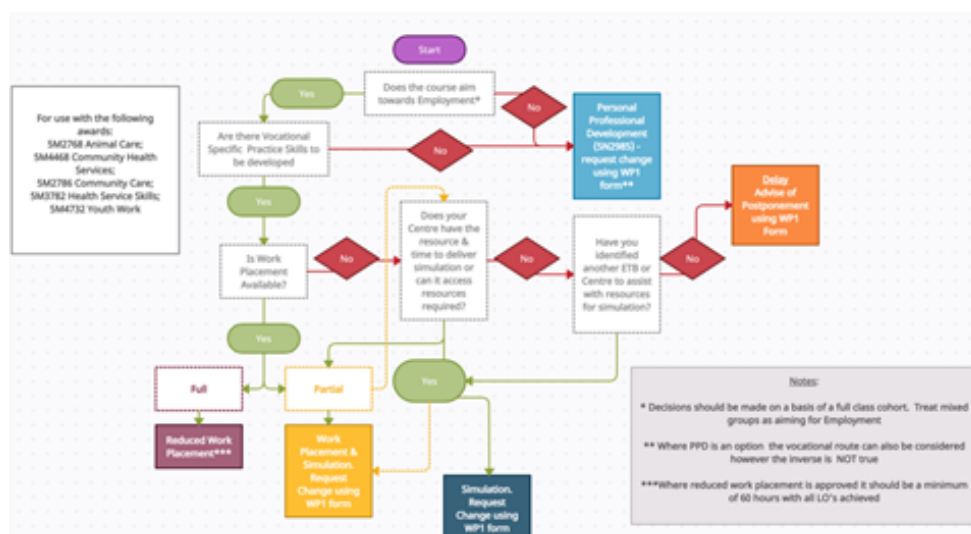 Start
Does the course aim
towards Employment*
Yes
No
Personal
Professional
Development
(5N2985) -
request change
using WP1
form**
For use with the following
awards:
5M2768 Animal Care;
5M4468 Community Health
Services;
5M2786 Community Care;
5M3782 Health Service Skills;
5M4732 Youth Work
Are there Vocational
Specific Practice Skills to
be developed
No
Yes
Delay
Advise of
Postponement
using WP1
Form
Is Work
Placement
Available?
No
Does your
Centre have the
resource &
time to deliver
simulation or
can it access
resources
required?
No
Have you
identified
another ETB or
Centre to assist
with resources
for simulation?
No
Yes
Full
Partial
Yes
Reduced Work
Placement***
Work
Placement &
Simulation.
Request
Change using
WP1 form
Simulation.
Request
Change using
WP1 form
Notes:
* Decisions should be made on a basis of a full class cohort. Treat mixed
groups as aiming for Employment
** Where PPD is an option the vocational route can also be considered
however the inverse is NOT true
***Where reduced work placement is approved it should be a minimum
of 60 hours with all LO's achieved